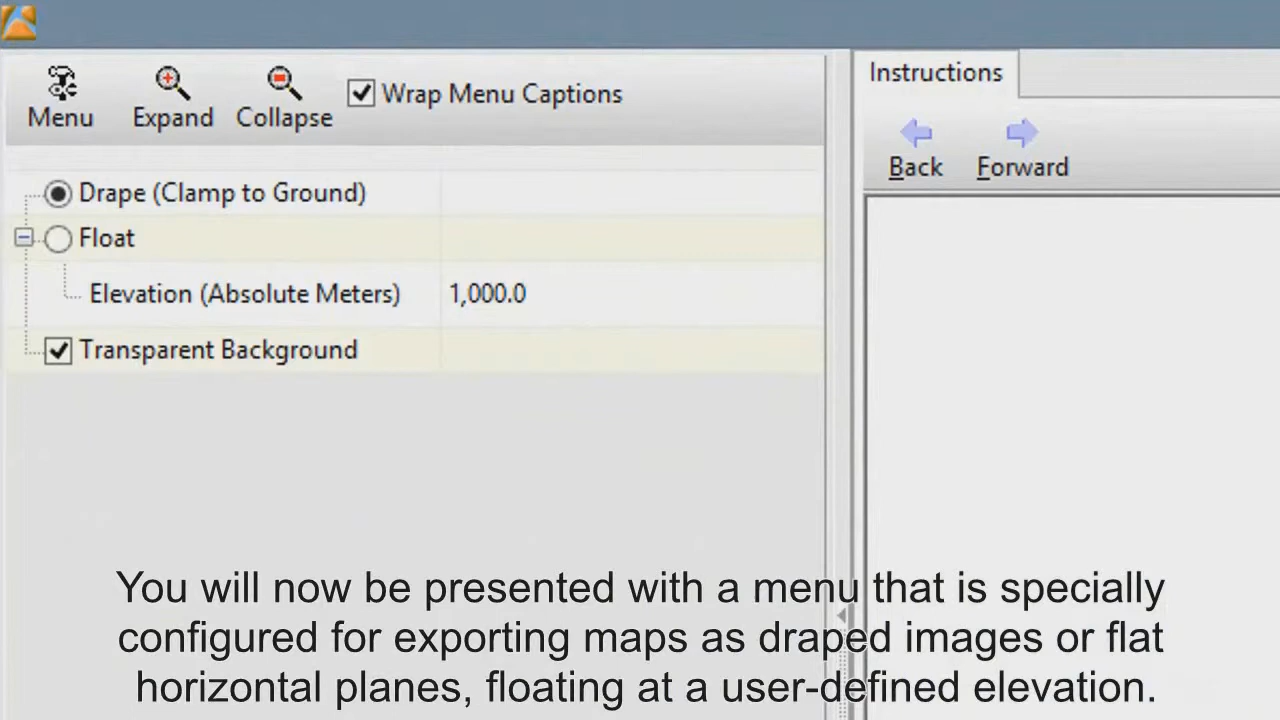 Menu Expand Collapse Wrap Menu Captions
Instructions
Back Forward
Drape (Clamp to Ground)
Float
Elevation (Absolute Meters) 1,000.0
Transparent Background
You will now be presented with a menu that is specially
configured for exporting maps as draped images or flat
horizontal planes, floating at a user-defined elevation.